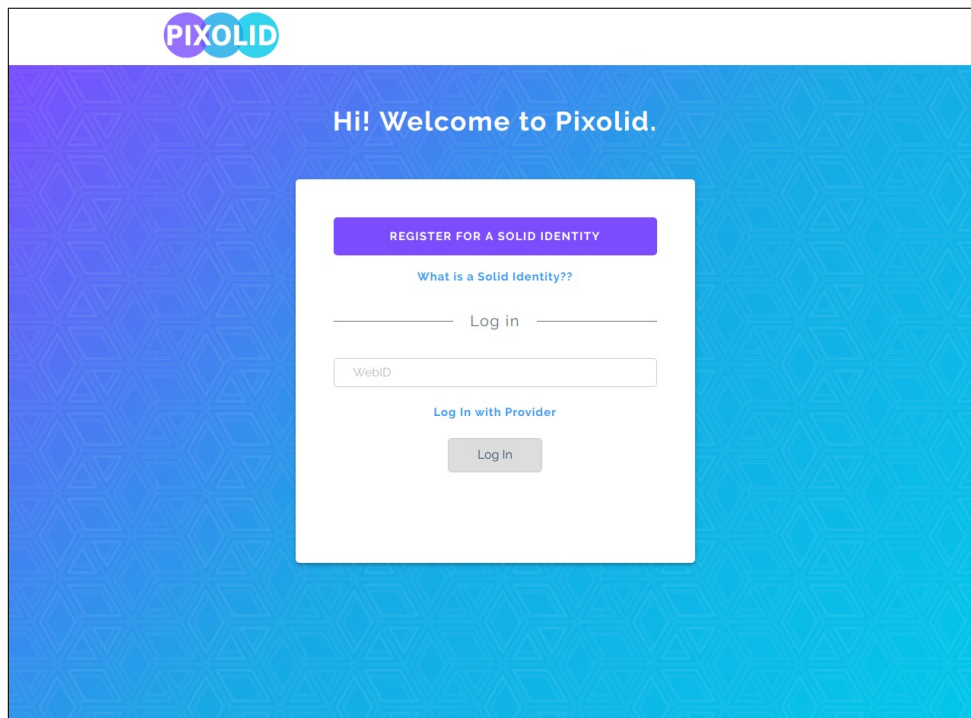 PIXOLID
Hi! Welcome to Pixolid.
REGISTER FOR A SOLID IDENTITY
What is a Solid Identity??
Log in
WebID
Log In with Provider
Log In